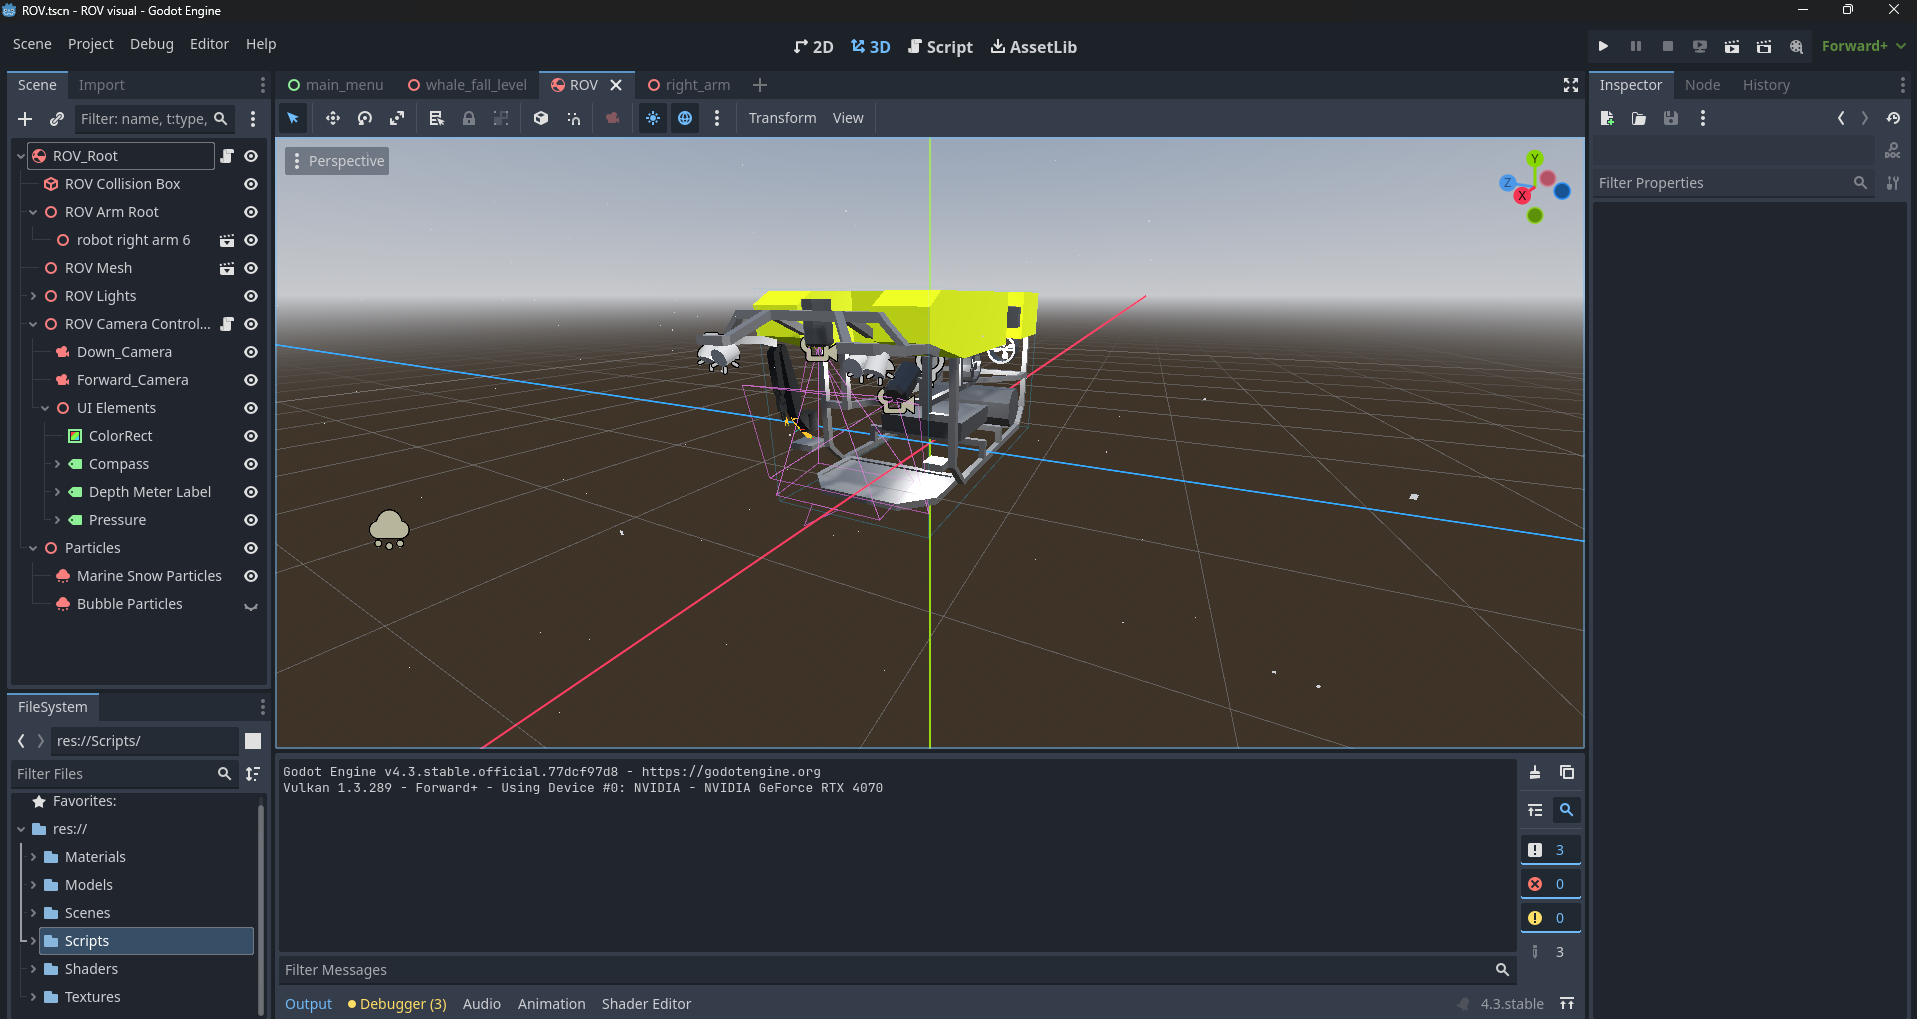 ROV.tscn - ROV visual - Godot Engine
Scene Project Debug Editor Help
2D 3D Script AssetLib
Forward+
Scene Import
main_menu whale_fall_level ROV right_arm
Inspector Node History
Filter: name, t:type,
Transform View
Perspective
Y
Z
X
Filter Properties
DOC
ROV_Root
ROV Collision Box
ROV Arm Root
robot right arm 6
ROV Mesh
ROV Lights
ROV Camera Control...
Down_Camera
Forward_Camera
UI Elements
ColorRect
Compass
Depth Meter Label
Pressure
Particles
Marine Snow Particles
Bubble Particles
FileSystem
res://Scripts/
Filter Files
Favorites:
res://
Materials
Models
Scenes
Scripts
Shaders
Textures
Godot Engine v4.3.stable.official.77dcf97d8 - https://godotengine.org
Vulkan 1.3.289 - Forward+ - Using Device #0: NVIDIA - NVIDIA GeForce RTX 4070
3
0
0
3
Filter Messages
Output Debugger (3) Audio Animation Shader Editor
4.3.stable